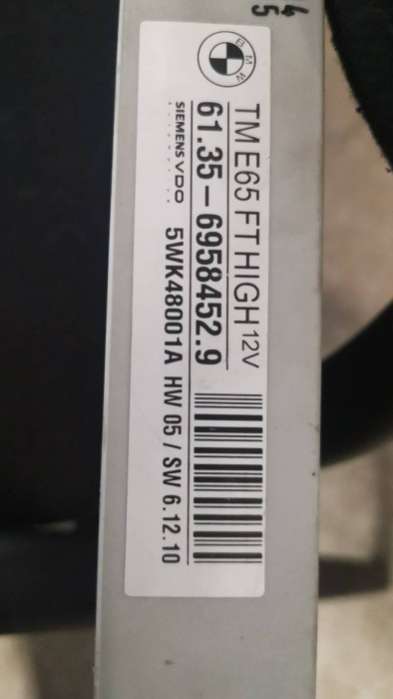 BMW
TM E65 FT HIGH 12V
61.35-6958452.9
SIEMENS VDO 5WK48001A HW 05 / SW 6.12.10
45